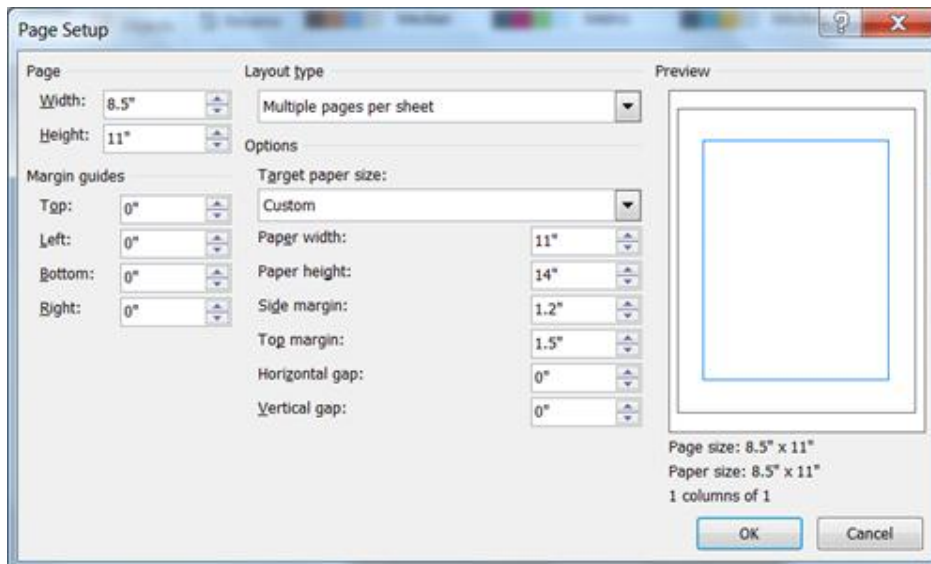 Page Setup
Page
Width: 8.5"
Height: 11"
Margin guides
Top: 0"
Left: 0"
Bottom: 0"
Right: 0"
Layout type
Multiple pages per sheet
Options
Target paper size:
Custom
Paper width: 11"
Paper height: 14"
Side margin: 1.2"
Top margin: 1.5"
Horizontal gap: 0"
Vertical gap: 0"
Preview
Page size: 8.5" x 11"
Paper size: 8.5" x 11"
1 columns of 1
OK Cancel